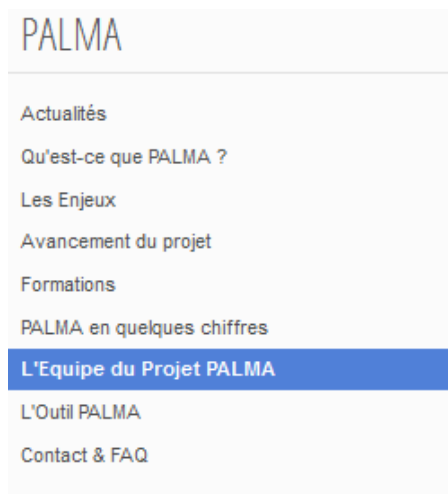 PALMA
Actualités
Qu'est-ce que PALMA ?
Les Enjeux
Avancement du projet
Formations
PALMA en quelques chiffres
L'Equipe du Projet PALMA
L'Outil PALMA
Contact & FAQ